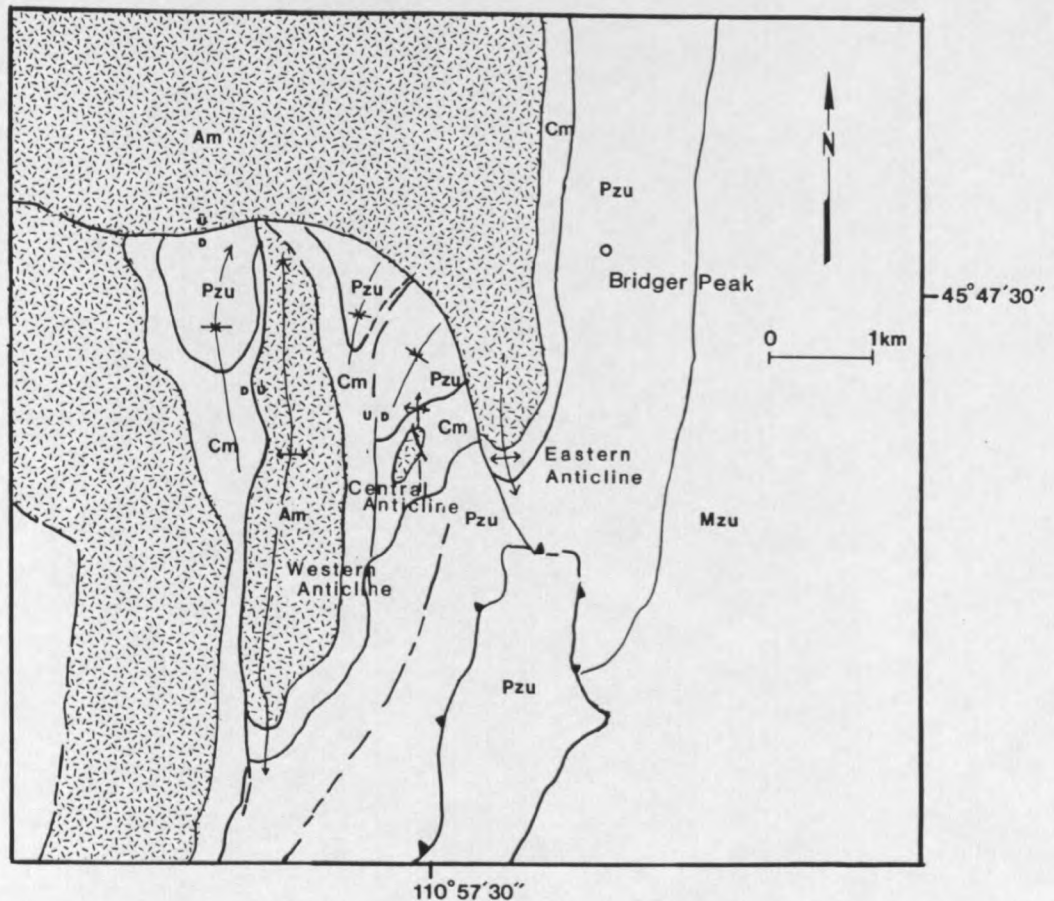 Am
Cm
N
Pzu
Bridger Peak
45°47'30"
0 1km
U
D
Pzu
Pzu
Cm
Pzu
D U
U D
Cm
Cm
Eastern
Anticline
Central
Anticline
Am
Pzu
Mzu
Western
Anticline
Pzu
110°57'30"